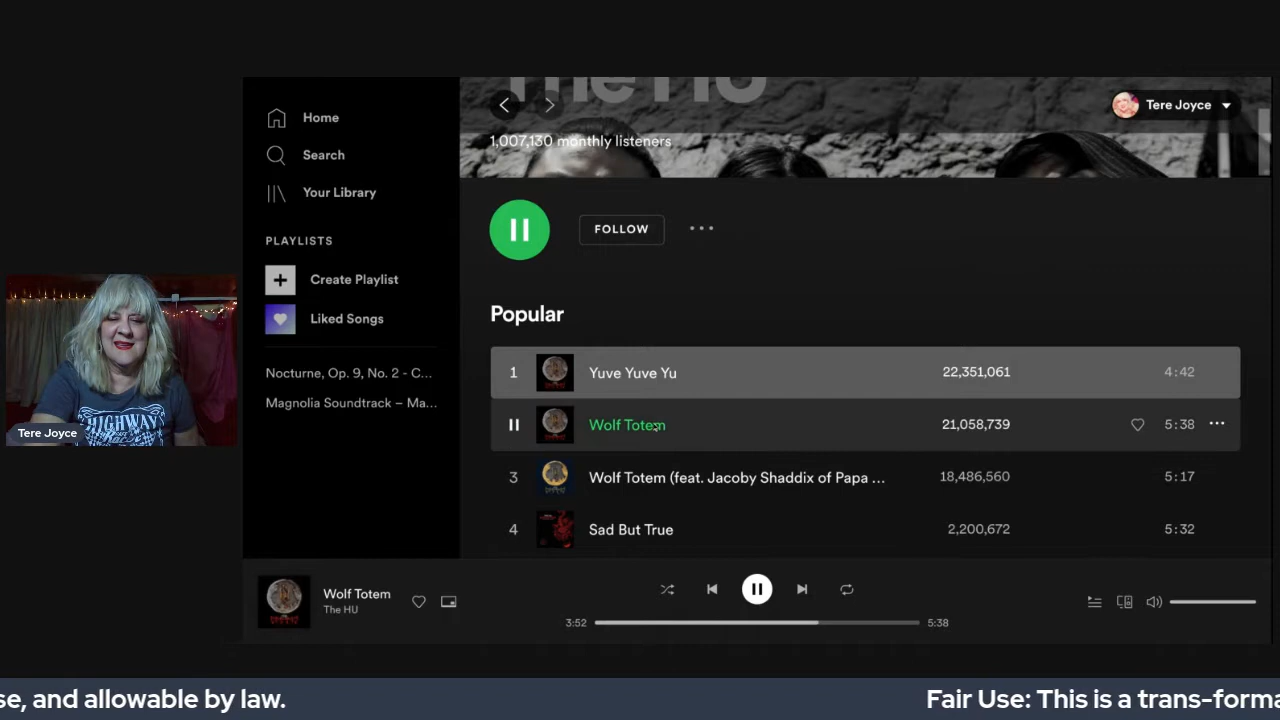 The HU
1,007,130 monthly listeners
Tere Joyce
Home
Search
Your Library
PLAYLISTS
Create Playlist
Liked Songs
Nocturne, Op. 9, No. 2 - C...
Magnolia Soundtrack – Ma...
FOLLOW
Popular
1 Yuve Yuve Yu 22,351,061 4:42
Wolf Totem 21,058,739 5:38
3 Wolf Totem (feat. Jacoby Shaddix of Papa ... 18,486,560 5:17
4 Sad But True 2,200,672 5:32
HIGHWAY
Tere Joyce
Wolf Totem
The HU
3:52 5:38
se, and allowable by law. Fair Use: This is a trans-forma